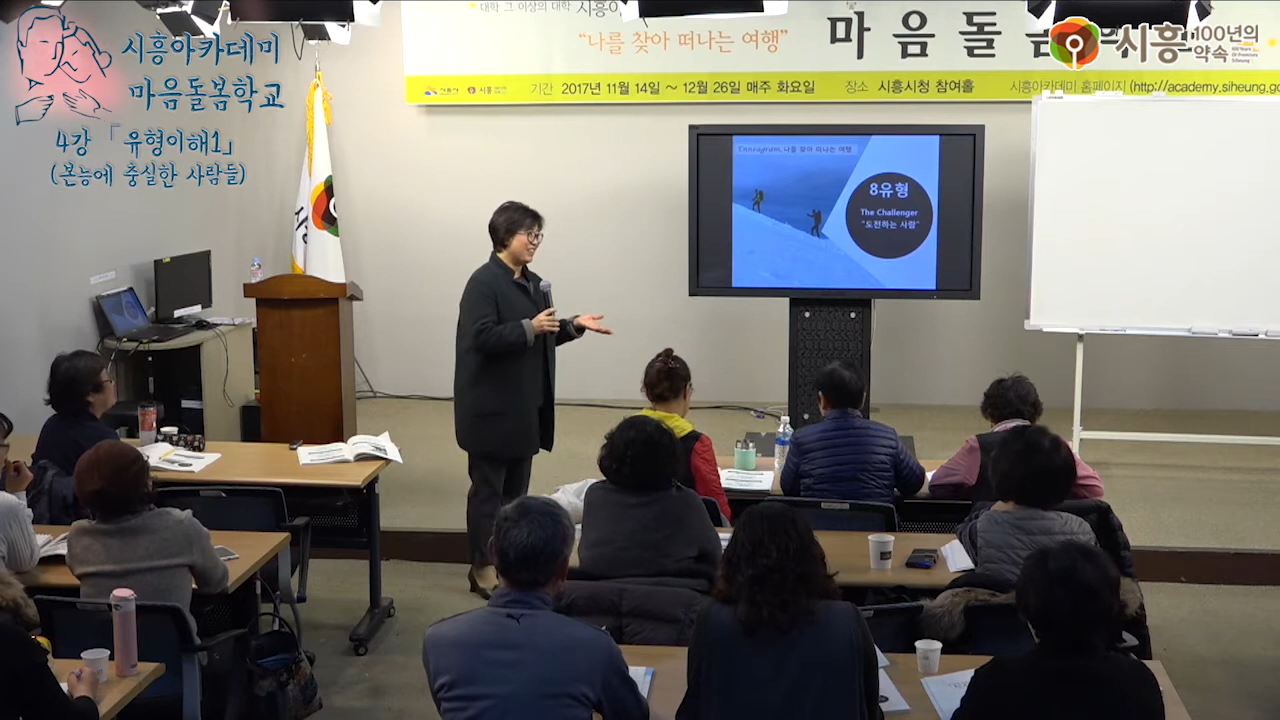 시흥아카데미
마음돌봄학교
4강 「유형이해1」
(본능에 충실한 사람들)
대학 그 이상의 대학 시흥아
"나를 찾아 떠나는 여행"
마음돌
시흥 100년의 약속
기간 2017년 11월 14일 ~ 12월 26일 매주 화요일 장소 시흥시청 참여홀 시흥아카데미 홈페이지 (http://academy.siheung.go
Enneagram, 나를 찾아 떠나는 여행
8유형
The Challenger
"도전하는 사람"